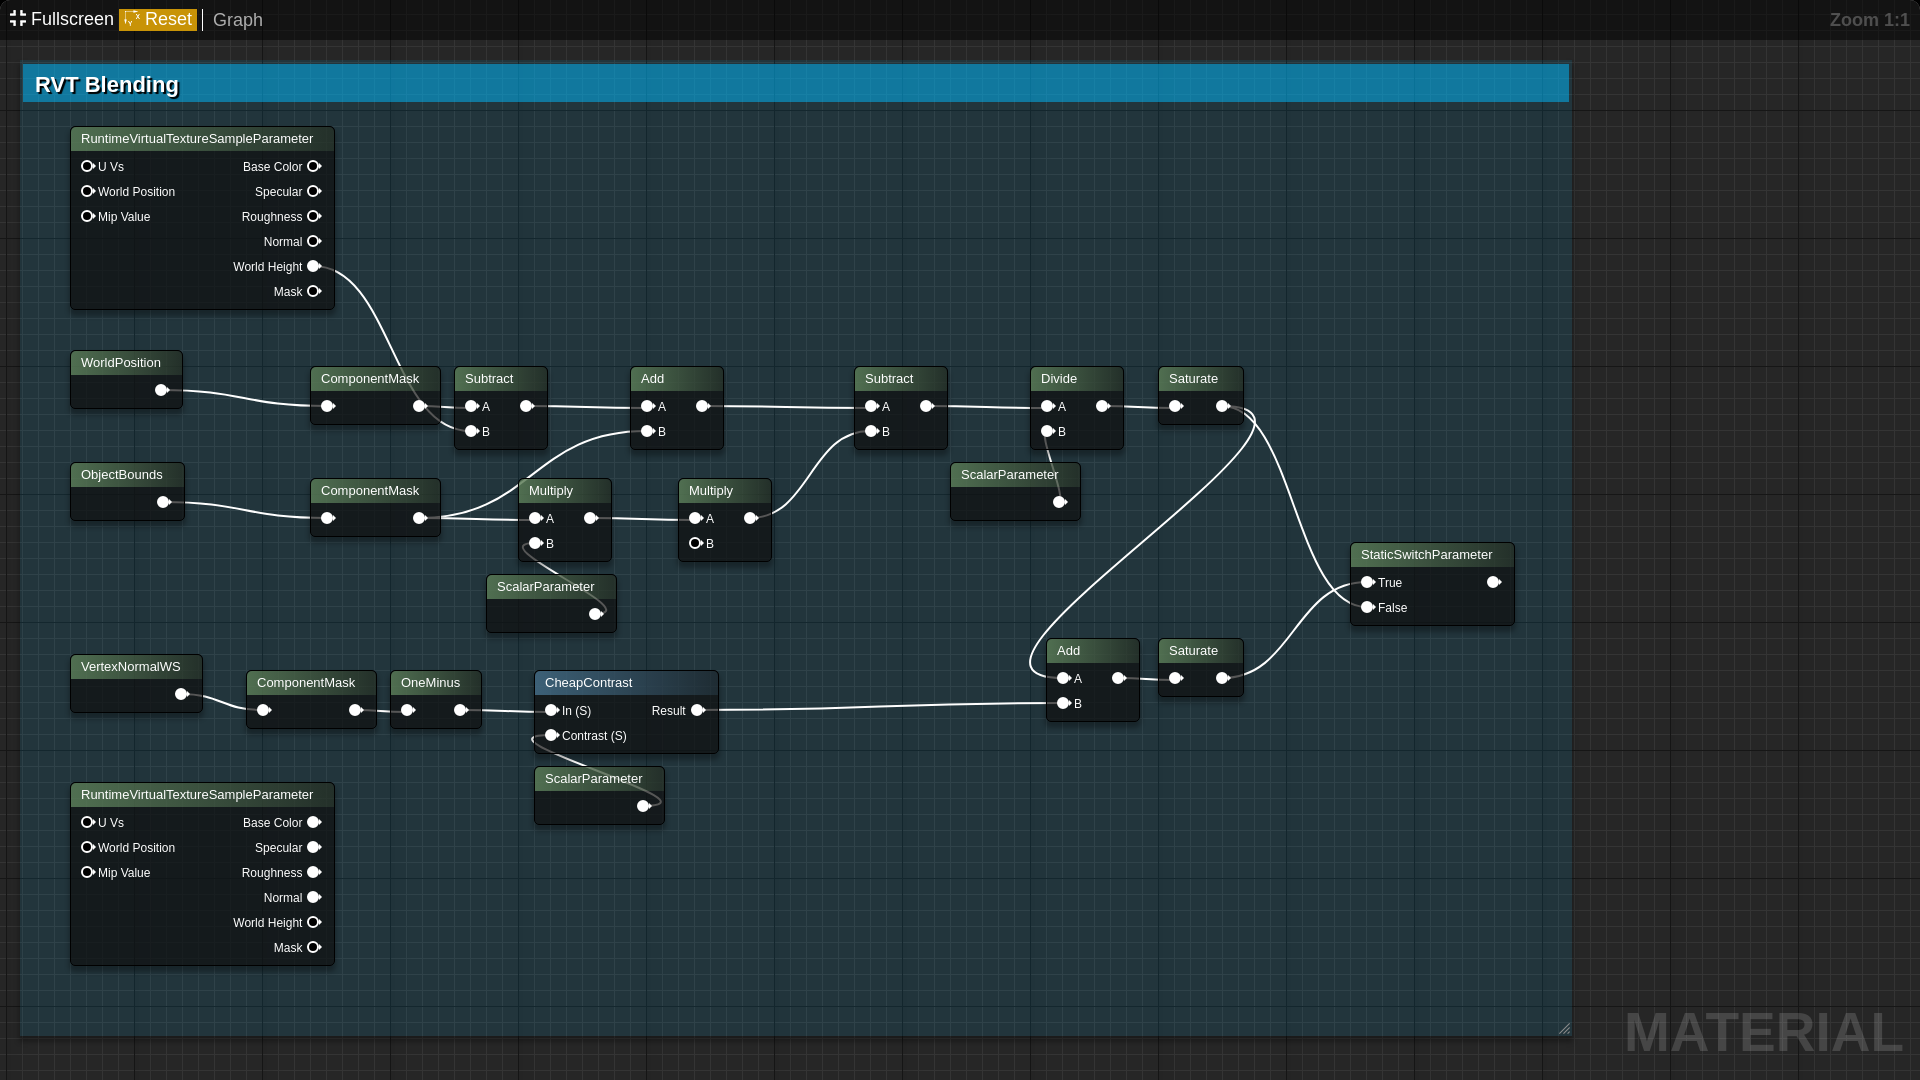 Fullscreen Reset Graph Zoom 1:1
RVT Blending
RuntimeVirtualTextureSampleParameter
U Vs Base Color
World Position Specular
Mip Value Roughness
Normal
World Height
Mask
WorldPosition
ComponentMask
Subtract
A
B
Add
A
B
Subtract
A
B
Divide
A
B
Saturate
ObjectBounds
ComponentMask
Multiply
A
B
Multiply
A
B
ScalarParameter
ScalarParameter
StaticSwitchParameter
True
False
VertexNormalWS
ComponentMask
OneMinus
CheapContrast
In (S) Result
Contrast (S)
Add
A
B
Saturate
ScalarParameter
RuntimeVirtualTextureSampleParameter
U Vs Base Color
World Position Specular
Mip Value Roughness
Normal
World Height
Mask
MATERIAL